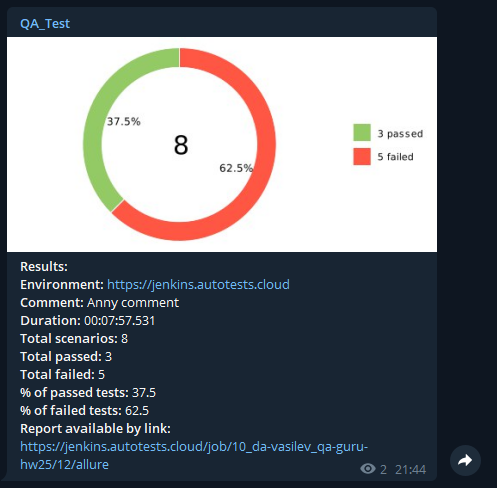 QA_Test
37.5%
8
62.5%
3 passed
5 failed
Results:
Environment: https://jenkins.autotests.cloud
Comment: Anny comment
Duration: 00:07:57.531
Total scenarios: 8
Total passed: 3
Total failed: 5
% of passed tests: 37.5
% of failed tests: 62.5
Report available by link:
https://jenkins.autotests.cloud/job/10_da-vasilev_qa-guru-
hw25/12/allure
2 21:44